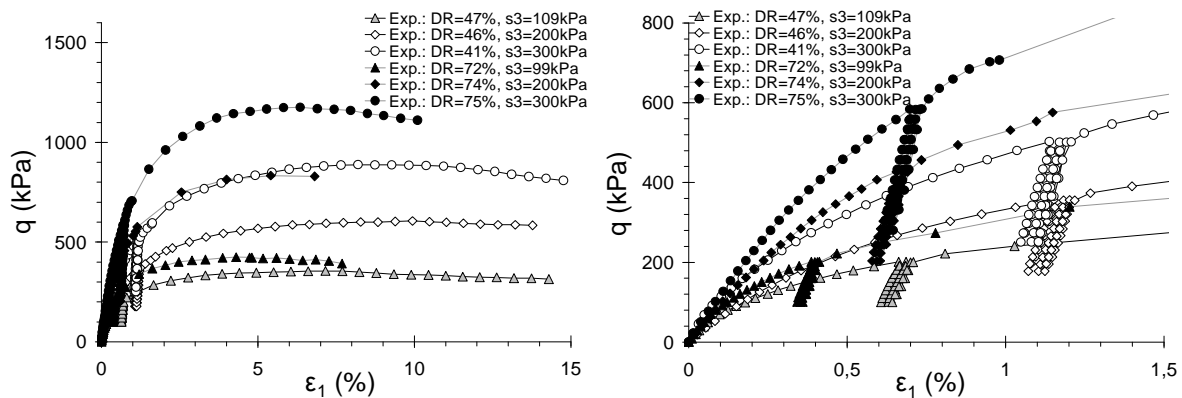 1500
1000
500
0
q (kPa)
0
5
10
15
ε1 (%)
Exp.: DR=47%, s3=109kPa
Exp.: DR=46%, s3=200kPa
Exp.: DR=41%, s3=300kPa
Exp.: DR=72%, s3=99kPa
Exp.: DR=74%, s3=200kPa
Exp.: DR=75%, s3=300kPa
800
600
400
200
0
q (kPa)
0
0,5
1
1,5
ε1 (%)
Exp.: DR=47%, s3=109kPa
Exp.: DR=46%, s3=200kPa
Exp.: DR=41%, s3=300kPa
Exp.: DR=72%, s3=99kPa
Exp.: DR=74%, s3=200kPa
Exp.: DR=75%, s3=300kPa